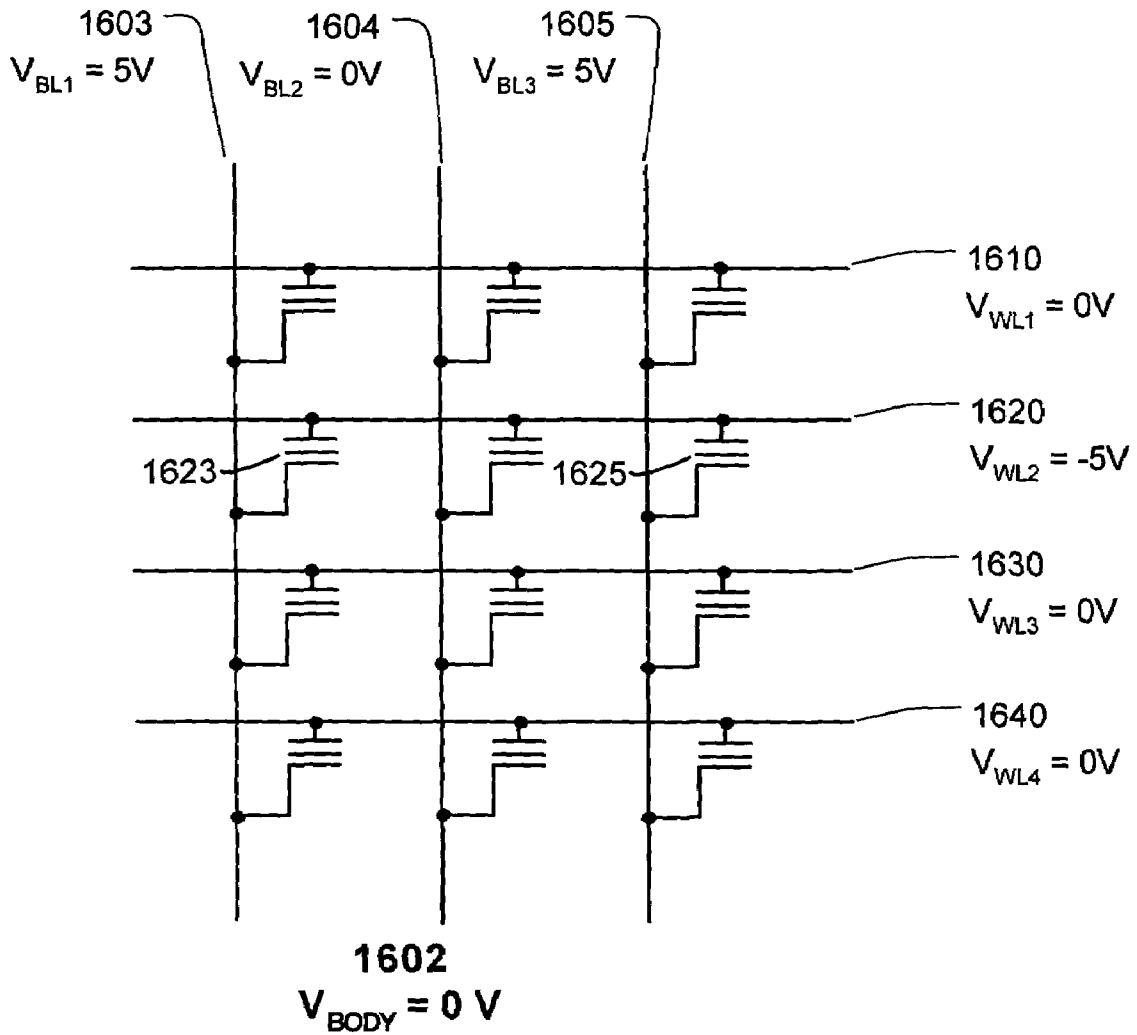 1603 1604 1605
V_BL1 = 5V V_BL2 = 0V V_BL3 = 5V
1610
V_WL1 = 0V
1620
V_WL2 = -5V
1623 1625
1630
V_WL3 = 0V
1640
V_WL4 = 0V
1602
V_BODY = 0 V